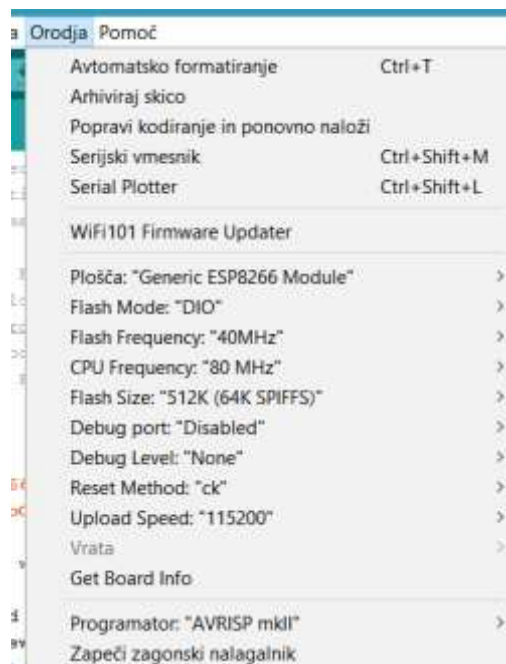 Orodja Pomoč
Avtomatsko formatiranje Ctrl+T
Arhiviraj skico
Popravi kodiranje in ponovno naloži
Serijski vmesnik Ctrl+Shift+M
Serial Plotter Ctrl+Shift+L
WiFi101 Firmware Updater
Plošča: "Generic ESP8266 Module"
Flash Mode: "DIO"
Flash Frequency: "40MHz"
CPU Frequency: "80 MHz"
Flash Size: "512K (64K SPIFFS)"
Debug port: "Disabled"
Debug Level: "None"
Reset Method: "ck"
Upload Speed: "115200"
Vrata
Get Board Info
Programator: "AVRISP mkII"
Zapeči zagonski nalagalnik